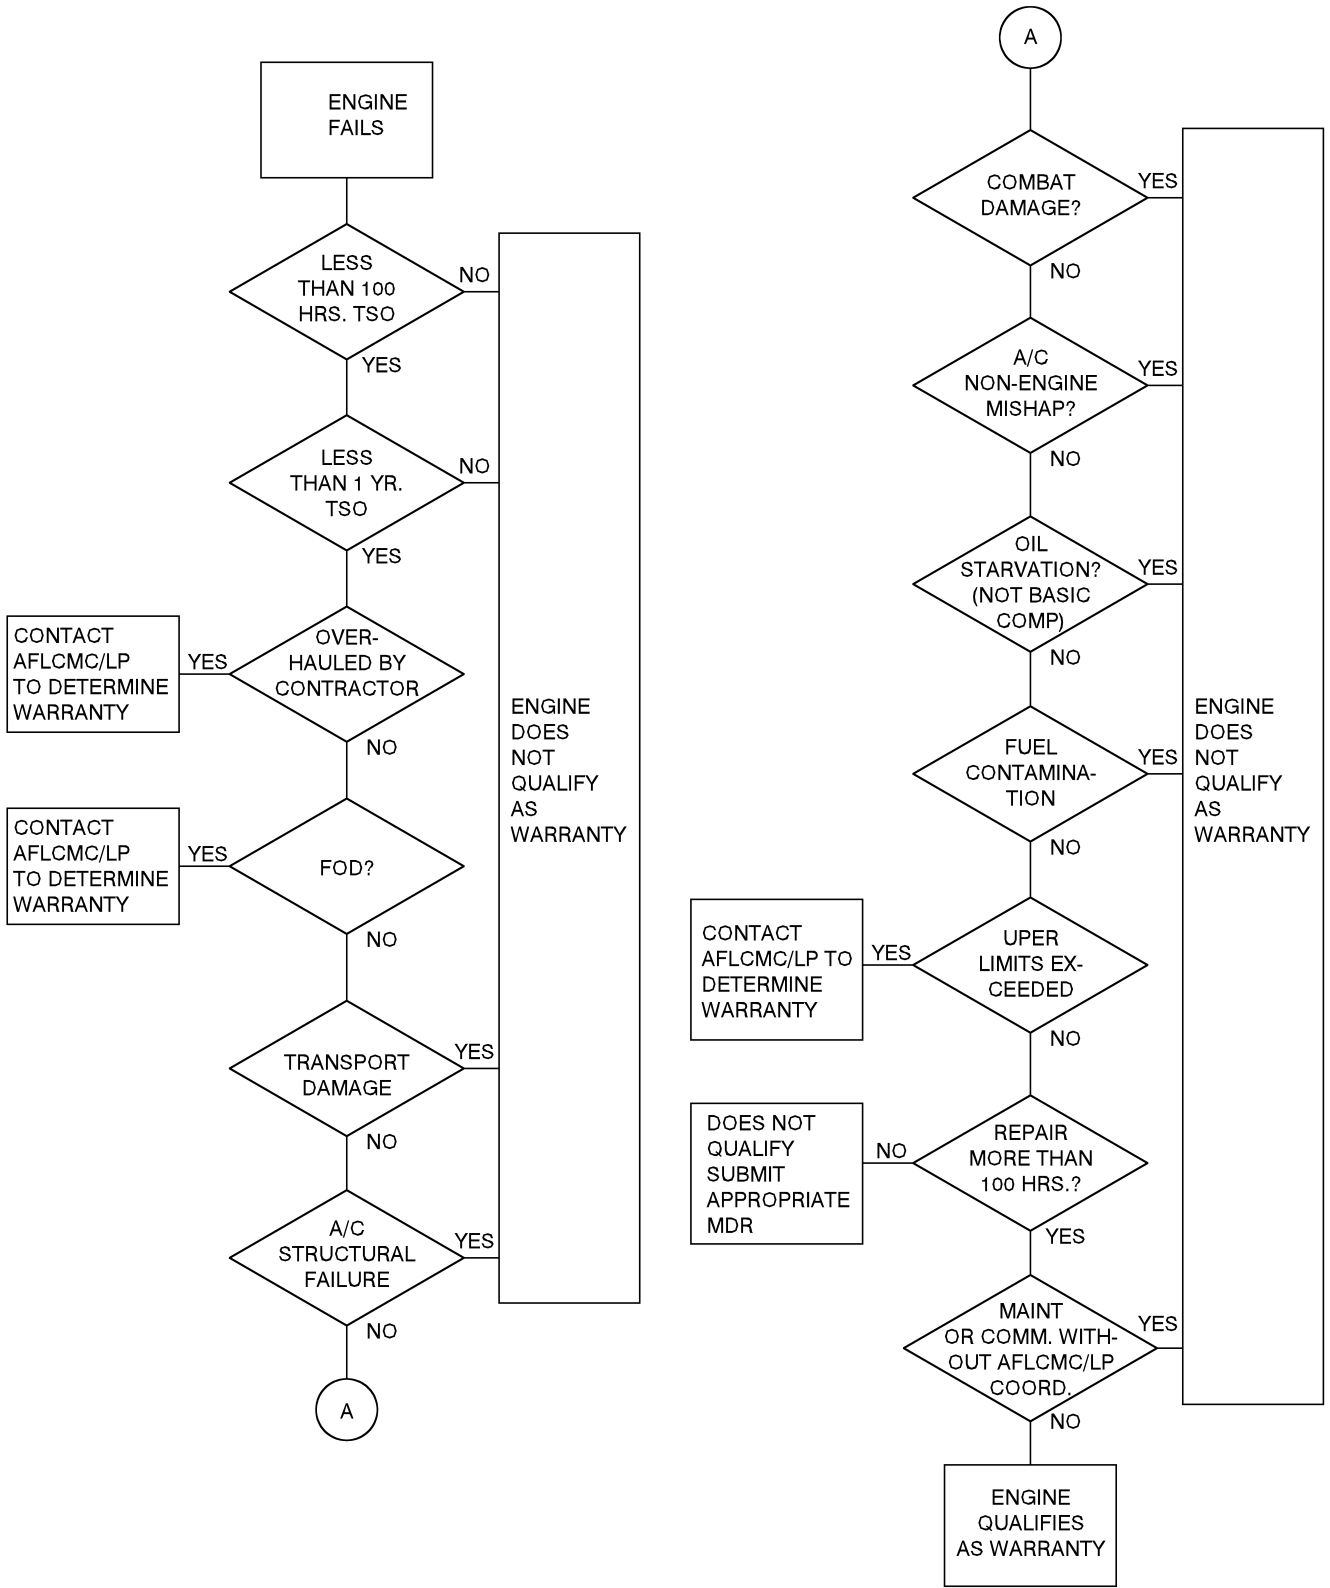 ENGINE
FAILS
LESS
THAN 100
HRS. TSO
NO
YES
LESS
THAN 1 YR.
TSO
NO
YES
OVER-
HAULED BY
CONTRACTOR
YES
CONTACT
AFLCMC/LP
TO DETERMINE
WARRANTY
NO
FOD?
YES
CONTACT
AFLCMC/LP
TO DETERMINE
WARRANTY
NO
TRANSPORT
DAMAGE
YES
NO
A/C
STRUCTURAL
FAILURE
YES
NO
A
ENGINE
DOES
NOT
QUALIFY
AS
WARRANTY
A
COMBAT
DAMAGE?
YES
NO
A/C
NON-ENGINE
MISHAP?
YES
NO
OIL
STARVATION?
(NOT BASIC
COMP)
YES
NO
FUEL
CONTAMINA-
TION
YES
NO
UPER
LIMITS EX-
CEEDED
YES
CONTACT
AFLCMC/LP TO
DETERMINE
WARRANTY
NO
REPAIR
MORE THAN
100 HRS.?
NO
DOES NOT
QUALIFY
SUBMIT
APPROPRIATE
MDR
YES
MAINT
OR COMM. WITH-
OUT AFLCMC/LP
COORD.
YES
NO
ENGINE
QUALIFIES
AS WARRANTY
ENGINE
DOES
NOT
QUALIFY
AS
WARRANTY